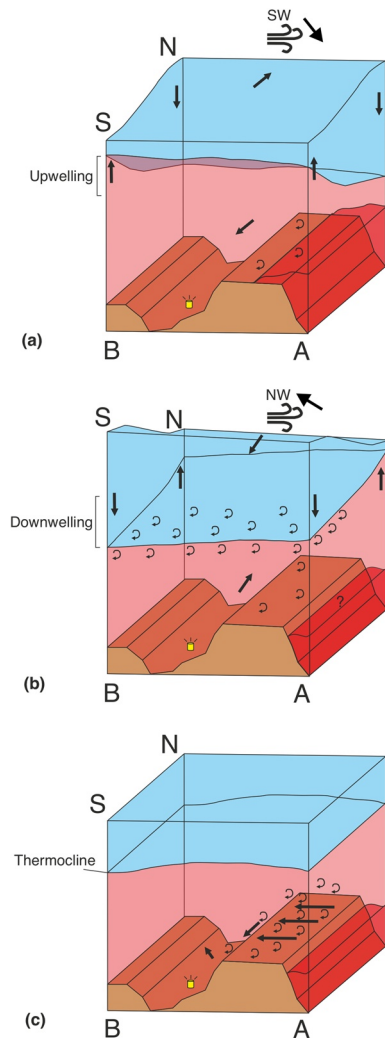 SW
N
S
Upwelling
(a)
B
A
NW
S
N
Downwelling
?
(b)
B
A
N
S
Thermocline
(c)
B
A